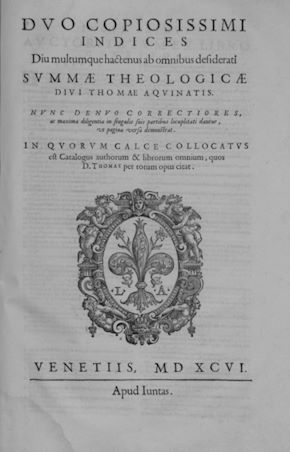 DVO COPIOSISSIMI
INDICES
Diu multumque hactenus ab omnibus desiderati
SVMMÆ THEOLOGICÆ
DIVI THOMAE AQVINATIS.
NVNC DENVO CORRECTIORES,
ac maxima diligentia in singulis suis partibus locupletati dantur,
vt pagina versa demonstrat.
IN QVORVM CALCE COLLOCATVS
est Catalogus authorum & librorum omnium, quos
D. THOMAS per totum opus citat.
L. A.
VENETIIS, MD XCVI.
Apud Iuntas.